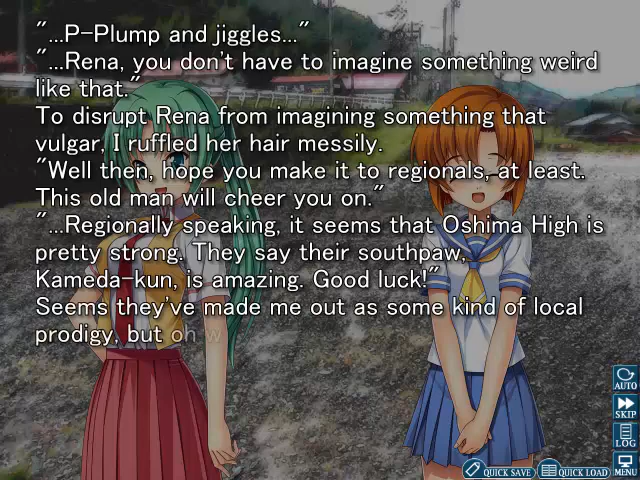 "...P-Plump and jiggles..."
"...Rena, you don't have to imagine something weird
like that."
To disrupt Rena from imagining something that
vulgar, I ruffled her hair messily.
"Well then, hope you make it to regionals, at least.
This old man will cheer you on."
"...Regionally speaking, it seems that Oshima High is
pretty strong. They say their southpaw,
Kameda-kun, is amazing. Good luck!"
Seems they've made me out as some kind of local
prodigy, but oh w
AUTO
SKIP
LOG
MENU
QUICK SAVE
QUICK LOAD